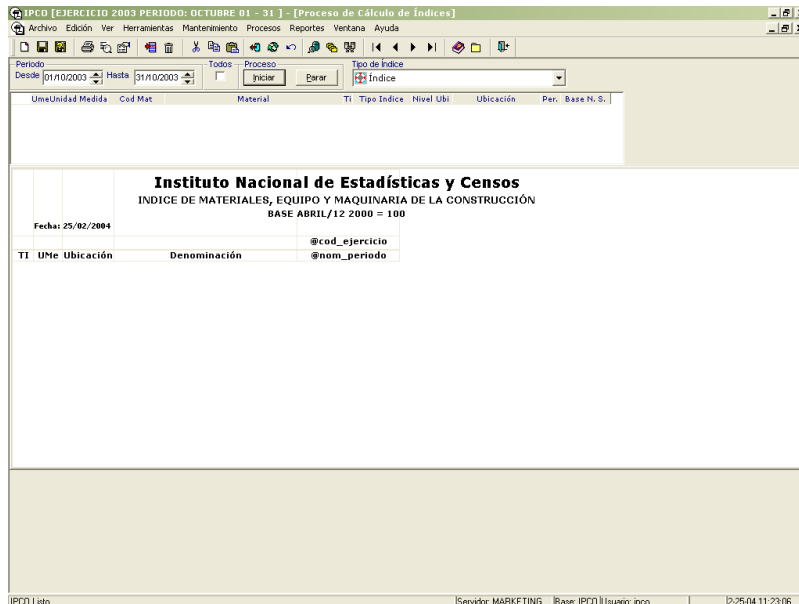 IPCO [EJERCICIO 2003 PERIODO: OCTUBRE 01 - 31 ] - [Proceso de Cálculo de Índices]
Archivo Edición Ver Herramientas Mantenimiento Procesos Reportes Ventana Ayuda
Periodo Todos Proceso Tipo de Índice
Desde 01/10/2003 Hasta 31/10/2003 Iniciar Parar Índice
UmeUnidad Medida Cod Mat Material Ti Tipo Indice Nivel Ubi Ubicación Per. Base N. S.
Instituto Nacional de Estadísticas y Censos
INDICE DE MATERIALES, EQUIPO Y MAQUINARIA DE LA CONSTRUCCIÓN
BASE ABRIL/12 2000 = 100
Fecha: 25/02/2004
@cod_ejercicio
TI UMe Ubicación Denominación @nom_periodo
IPCO Listo Servidor: MARKETING Base: IPCO Usuario: ipco 2-25-04 11:23:06